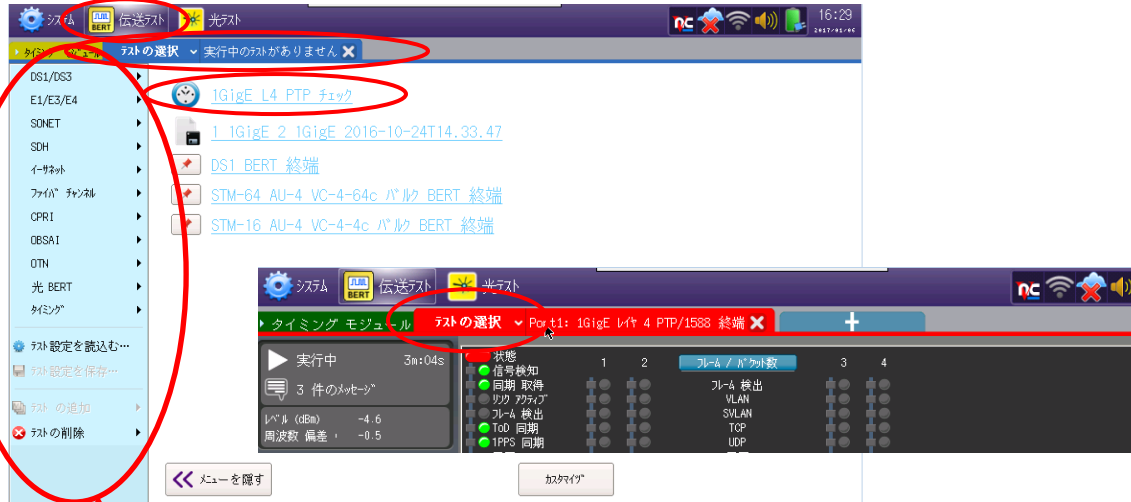 システム BERT 伝送テスト 光テスト
16:29
2017/01/06
テストの選択 実行中のテストがありません
DS1/DS3
E1/E3/E4
SONET
SDH
イーサネット
ファイバ チャンネル
CPRI
OBSAI
OTN
光 BERT
タイミング
テスト設定を読込む…
テスト設定を保存…
テスト の追加
テストの削除
1GigE L4 PTP チェック
1 1GigE 2 1GigE 2016-10-24T14.33.47
DS1 BERT 終端
STM-64 AU-4 VC-4-64c バルク BERT 終端
STM-16 AU-4 VC-4-4c バルク BERT 終端
システム BERT 伝送テスト 光テスト
タイミング モジュール テストの選択 Port1: 1GigE レイヤ 4 PTP/1588 終端
+
実行中 3m:04s
3 件のメッセージ
レベル (dBm) -4.6
周波数 偏差 -0.5
状態
信号検知
同期 取得
リンク アクティブ
フレーム 検出
ToD 同期
1PPS 同期
1 2 フレーム / パケット数 3 4
フレーム 検出
VLAN
SVLAN
TCP
UDP
メニューを隠す
カスタマイズ